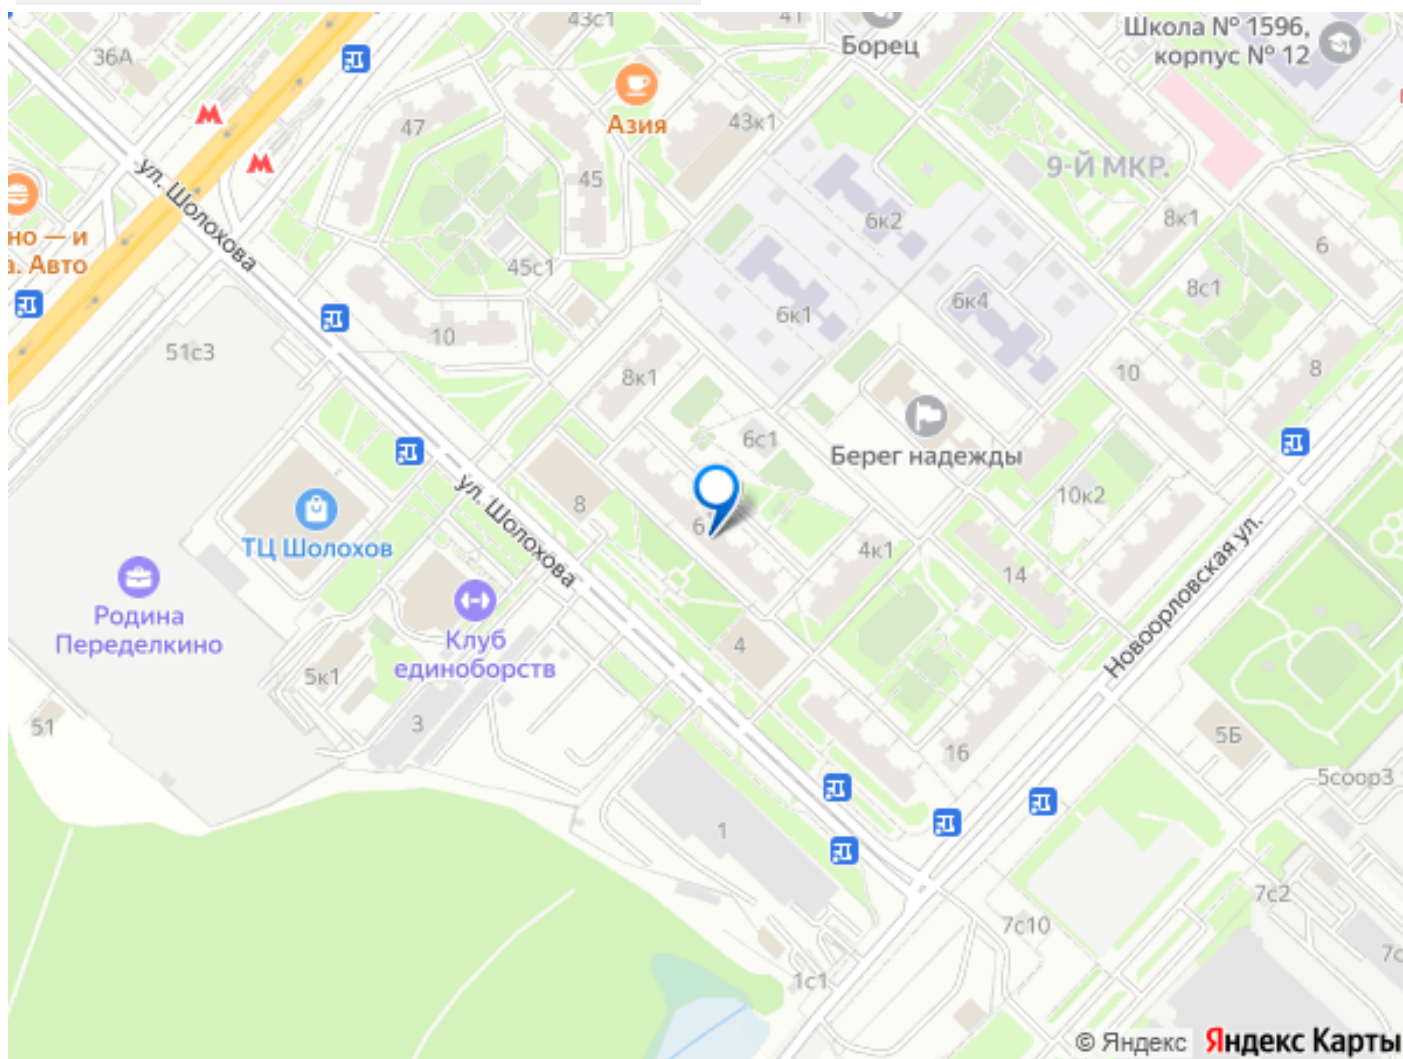 43с1
41
Борец
Школа № 1596,
корпус № 12
36А
Азия
47
43к1
45
9-Й МКР.
ул. Шолохова
6к2
8к1
6
но — и
а. Авто
45с1
8с1
6к4
6к1
10
51с3
8к1
10
8
6с1
Берег надежды
ул. Шолохова
8
10к2
6
ТЦ Шолохов
4к1
14
Новоорловская ул.
Родина
Переделкино
Клуб
единоборств
4
5к1
51
3
16
5Б
5соор3
1
7с2
7с10
7с
1с1
© Яндекс
Яндекс Карты